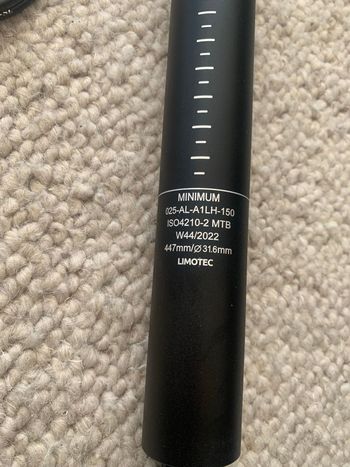 MINIMUM
025-AL-A1LH-150
ISO4210-2 MTB
W44/2022
447mm/Ø31.6mm
LIMOTEC